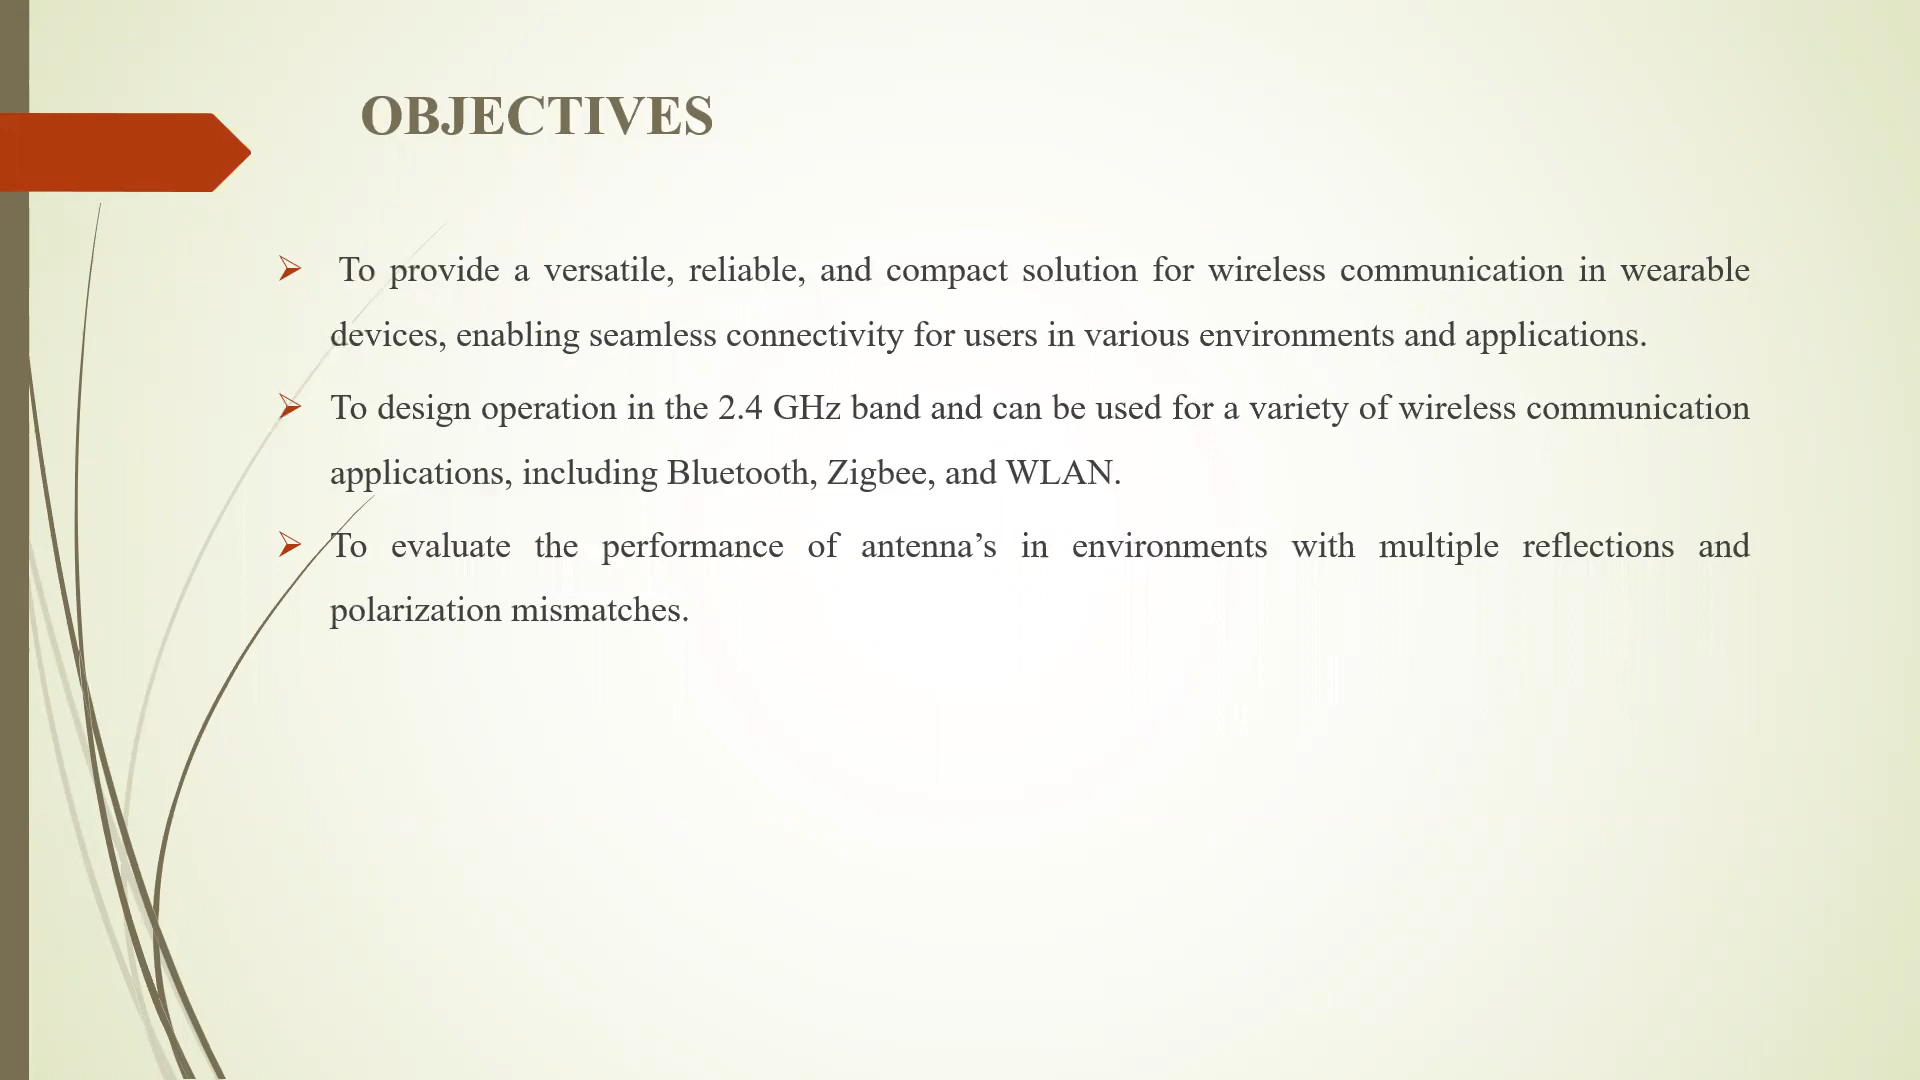 OBJECTIVES
To provide a versatile, reliable, and compact solution for wireless communication in wearable
devices, enabling seamless connectivity for users in various environments and applications.
To design operation in the 2.4 GHz band and can be used for a variety of wireless communication
applications, including Bluetooth, Zigbee, and WLAN.
To evaluate the performance of antenna’s in environments with multiple reflections and
polarization mismatches.